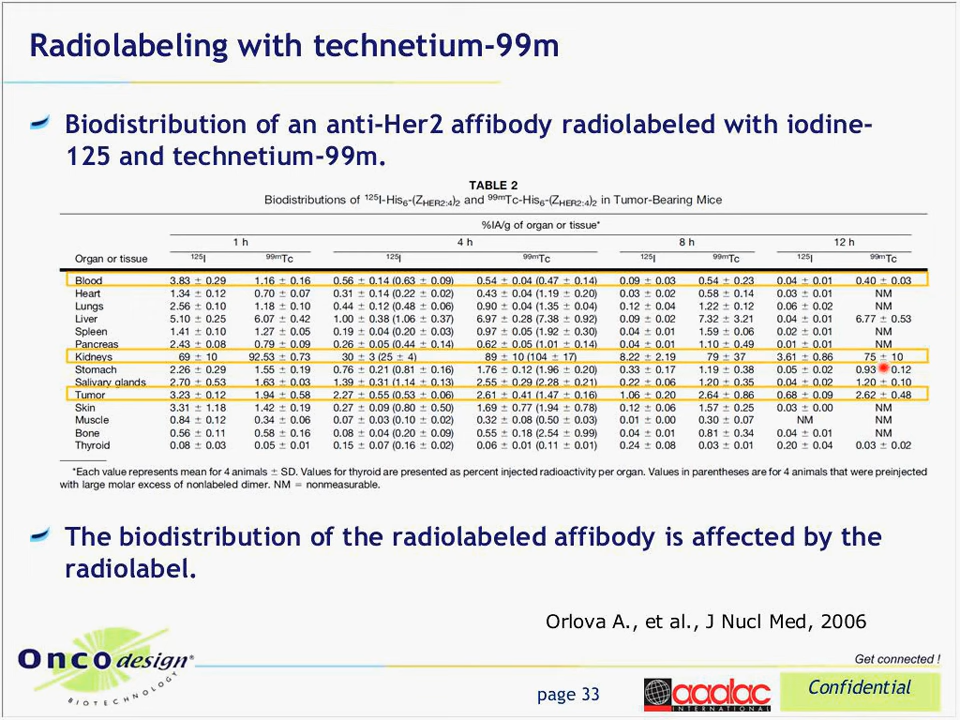 Radiolabeling with technetium-99m
Biodistribution of an anti-Her2 affibody radiolabeled with iodine-
125 and technetium-99m.
TABLE 2
Biodistributions of 125I-His6-(ZHER2:4)2 and 99mTc-His6-(ZHER2:4)2 in Tumor-Bearing Mice
%IA/g of organ or tissue*
1 h 4 h 8 h 12 h
Organ or tissue 125I 99mTc 125I 99mTc 125I 99mTc 125I 99mTc
Blood 3.83 ± 0.29 1.16 ± 0.16 0.56 ± 0.14 (0.63 ± 0.09) 0.54 ± 0.04 (0.47 ± 0.14) 0.09 ± 0.03 0.54 ± 0.23 0.04 ± 0.01 0.40 ± 0.03
Heart 1.34 ± 0.12 0.70 ± 0.07 0.31 ± 0.14 (0.22 ± 0.02) 0.43 ± 0.04 (1.19 ± 0.20) 0.03 ± 0.02 0.58 ± 0.14 0.03 ± 0.01 NM
Lungs 2.56 ± 0.10 1.18 ± 0.10 0.44 ± 0.12 (0.48 ± 0.06) 0.90 ± 0.04 (1.35 ± 0.04) 0.12 ± 0.04 1.22 ± 0.12 0.06 ± 0.02 NM
Liver 5.10 ± 0.25 6.07 ± 0.42 1.00 ± 0.38 (1.06 ± 0.37) 6.97 ± 0.28 (7.38 ± 0.92) 0.09 ± 0.02 7.32 ± 3.21 0.04 ± 0.01 6.77 ± 0.53
Spleen 1.41 ± 0.10 1.27 ± 0.05 0.19 ± 0.04 (0.20 ± 0.03) 0.97 ± 0.05 (1.92 ± 0.30) 0.04 ± 0.01 1.59 ± 0.06 0.02 ± 0.01 NM
Pancreas 2.43 ± 0.08 0.79 ± 0.09 0.26 ± 0.05 (0.44 ± 0.14) 0.62 ± 0.05 (1.01 ± 0.14) 0.04 ± 0.01 1.10 ± 0.49 0.01 ± 0.01 NM
Kidneys 69 ± 10 92.53 ± 0.73 30 ± 3 (25 ± 4) 89 ± 10 (104 ± 17) 8.22 ± 2.19 79 ± 37 3.61 ± 0.86 75 ± 10
Stomach 2.26 ± 0.29 1.55 ± 0.19 0.76 ± 0.21 (0.81 ± 0.16) 1.76 ± 0.12 (1.96 ± 0.20) 0.33 ± 0.17 1.19 ± 0.38 0.05 ± 0.02 0.93 0.12
Salivary glands 2.70 ± 0.53 1.63 ± 0.03 1.39 ± 0.31 (1.14 ± 0.13) 2.55 ± 0.29 (2.28 ± 0.21) 0.22 ± 0.06 1.20 ± 0.35 0.04 ± 0.02 1.20 ± 0.10
Tumor 3.23 ± 0.12 1.94 ± 0.58 2.27 ± 0.55 (0.53 ± 0.06) 2.61 ± 0.41 (1.47 ± 0.16) 1.06 ± 0.20 2.64 ± 0.86 0.68 ± 0.09 2.62 ± 0.48
Skin 3.31 ± 1.18 1.42 ± 0.19 0.27 ± 0.09 (0.80 ± 0.50) 1.69 ± 0.77 (1.94 ± 0.78) 0.12 ± 0.06 1.57 ± 0.25 0.03 ± 0.00 NM
Muscle 0.84 ± 0.12 0.34 ± 0.06 0.07 ± 0.03 (0.10 ± 0.02) 0.32 ± 0.08 (0.50 ± 0.03) 0.01 ± 0.00 0.30 ± 0.07 NM NM
Bone 0.56 ± 0.11 0.58 ± 0.16 0.08 ± 0.04 (0.20 ± 0.09) 0.55 ± 0.18 (2.54 ± 0.99) 0.04 ± 0.01 0.81 ± 0.34 0.04 ± 0.01 NM
Thyroid 0.08 ± 0.03 0.05 ± 0.01 0.15 ± 0.07 (0.16 ± 0.02) 0.06 ± 0.01 (0.11 ± 0.01) 0.24 ± 0.08 0.03 ± 0.01 0.20 ± 0.04 0.03 ± 0.02
*Each value represents mean for 4 animals ± SD. Values for thyroid are presented as percent injected radioactivity per organ. Values in parentheses are for 4 animals that were preinjected
with large molar excess of nonlabeled dimer. NM = nonmeasurable.
The biodistribution of the radiolabeled affibody is affected by the
radiolabel.
Orlova A., et al., J Nucl Med, 2006
Oncodesign®
BIOTECHNOLOGY
Get connected !
page 33
aaalac
INTERNATIONAL
Confidential